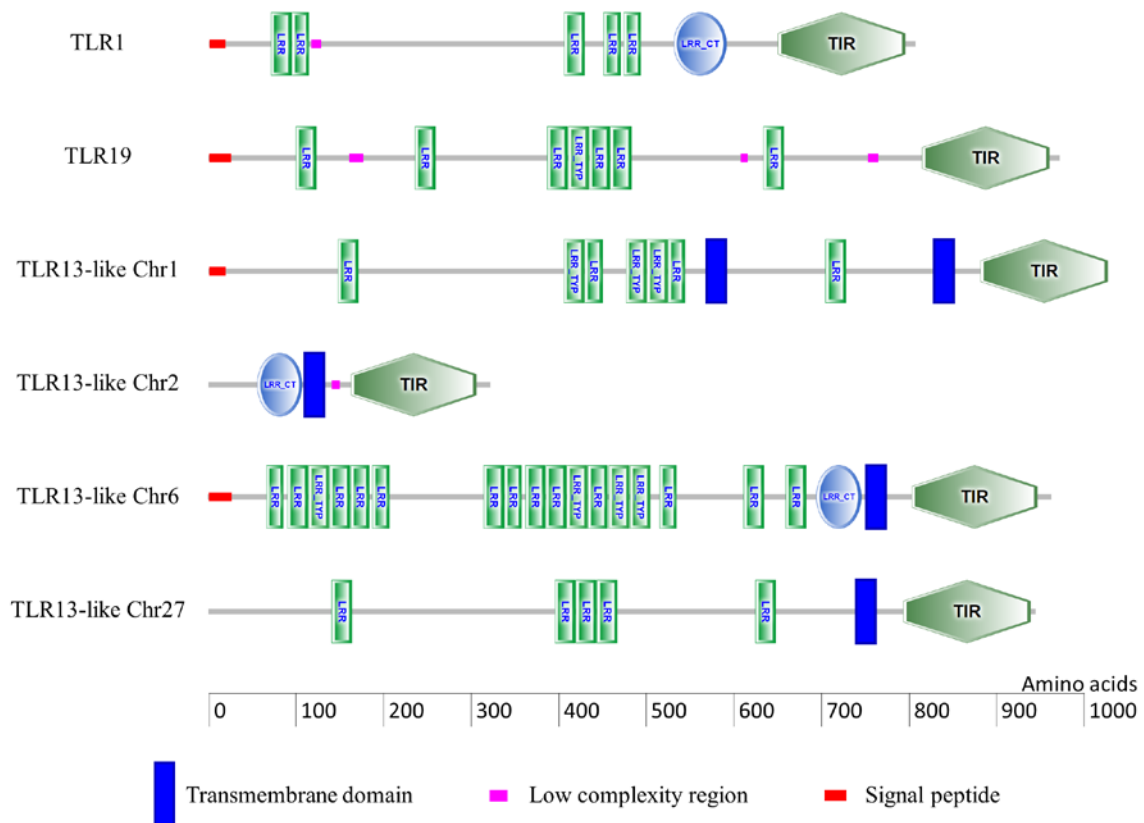 TLR1 LRR LRR LRR LRR LRR LRR_CT TIR
TLR19 LRR LRR LRR LRR_TYP LRR LRR LRR TIR
TLR13-like Chr1 LRR LRR_TYP LRR LRR_TYP LRR_TYP LRR LRR TIR
TLR13-like Chr2 LRR_CT TIR
TLR13-like Chr6 LRR LRR LRR_TYP LRR LRR LRR LRR LRR LRR LRR LRR_TYP LRR LRR_TYP LRR_TYP LRR LRR LRR LRR_CT TIR
TLR13-like Chr27 LRR LRR LRR LRR LRR TIR
Amino acids
0 100 200 300 400 500 600 700 800 900 1000
Transmembrane domain Low complexity region Signal peptide